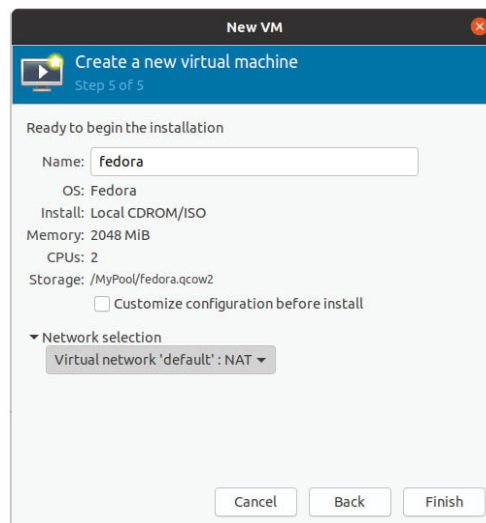 New VM
Create a new virtual machine
Step 5 of 5
Ready to begin the installation
Name: fedora
OS: Fedora
Install: Local CDROM/ISO
Memory: 2048 MiB
CPUs: 2
Storage: /MyPool/fedora.qcow2
Customize configuration before install
Network selection
Virtual network 'default' : NAT
Cancel Back Finish